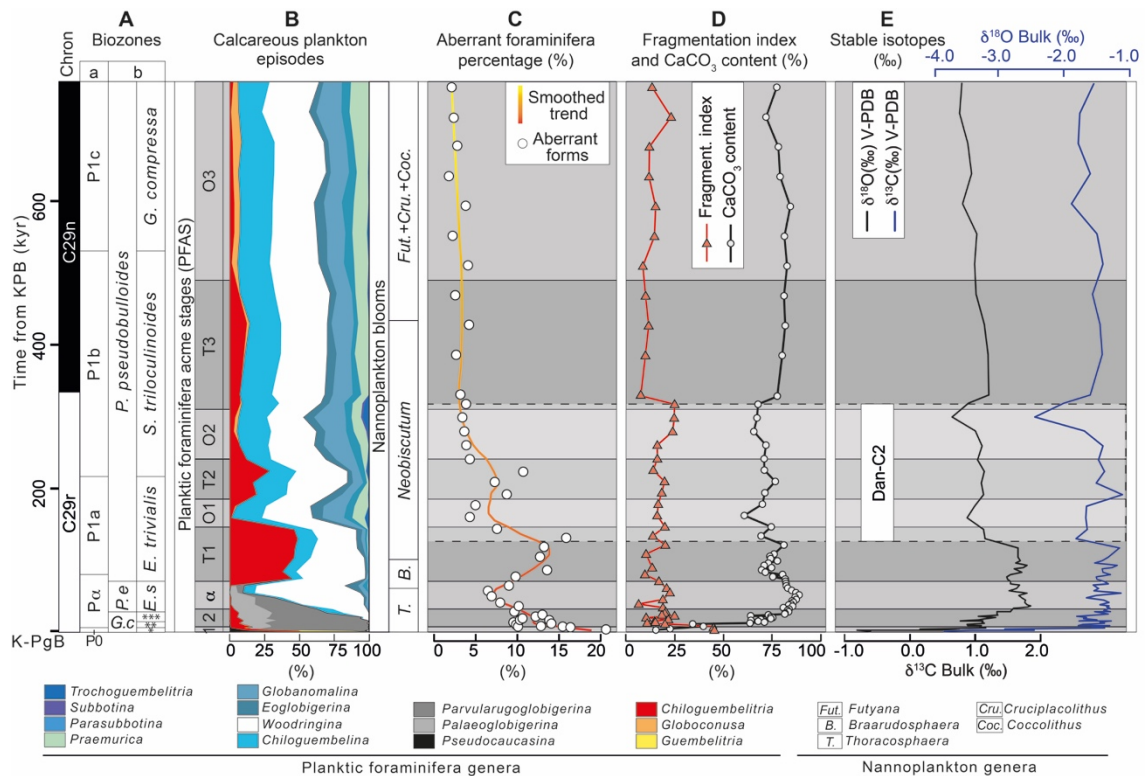 A
B
C
D
E
Chron
Biozones
a
b
Calcareous plankton
episodes
Aberrant foraminifera
percentage (%)
Fragmentation index
and CaCO₃ content (%)
Stable isotopes
(‰)
δ¹⁸O Bulk (‰)
-4.0
-3.0
-2.0
-1.0
Time from KPB (kyr)
600
400
200
K-PgB
C29n
C29r
P1c
P1b
P1a
Pα
P0
P. pseudobulloides
P.e
G.c
G. compressa
S. triloculinoides
E. trivialis
E.s
***
**
Planktic foraminifera acme stages (PFAS)
O3
T3
O2
T2
O1
T1
α
2
1
Nannoplankton blooms
Fut.+Cru.+Coc.
Neobiscutum
B.
T.
Smoothed
trend
Aberrant
forms
Fragment. index
CaCO₃ content
δ¹⁸O(‰) V-PDB
δ¹³C(‰) V-PDB
Dan-C2
0
50
100
(%)
0
5
10
15
20
(%)
0
25
50
75
100
(%)
-1.0
0.0
1.0
2.0
δ¹³C Bulk (‰)
Trochoguembelitria
Subbotina
Parasubbotina
Praemurica
Globanomalina
Eoglobigerina
Woodringina
Chiloguembelina
Parvularugoglobigerina
Palaeoglobigerina
Pseudocaucasina
Chiloguembelitria
Globoconusa
Guembelitria
Fut. Futyana
B. Braarudosphaera
T. Thoracosphaera
Cru. Cruciplacolithus
Coc. Coccolithus
Planktic foraminifera genera
Nannoplankton genera